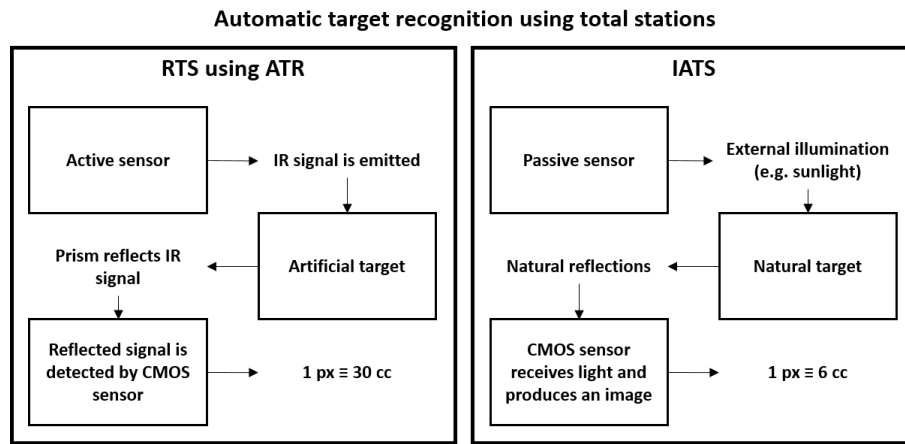 Automatic target recognition using total stations
RTS using ATR
Active sensor
IR signal is emitted
Artificial target
Prism reflects IR
signal
Reflected signal is
detected by CMOS
sensor
1 px ≡ 30 cc
IATS
Passive sensor
External illumination
(e.g. sunlight)
Natural target
Natural reflections
CMOS sensor
receives light and
produces an image
1 px ≡ 6 cc